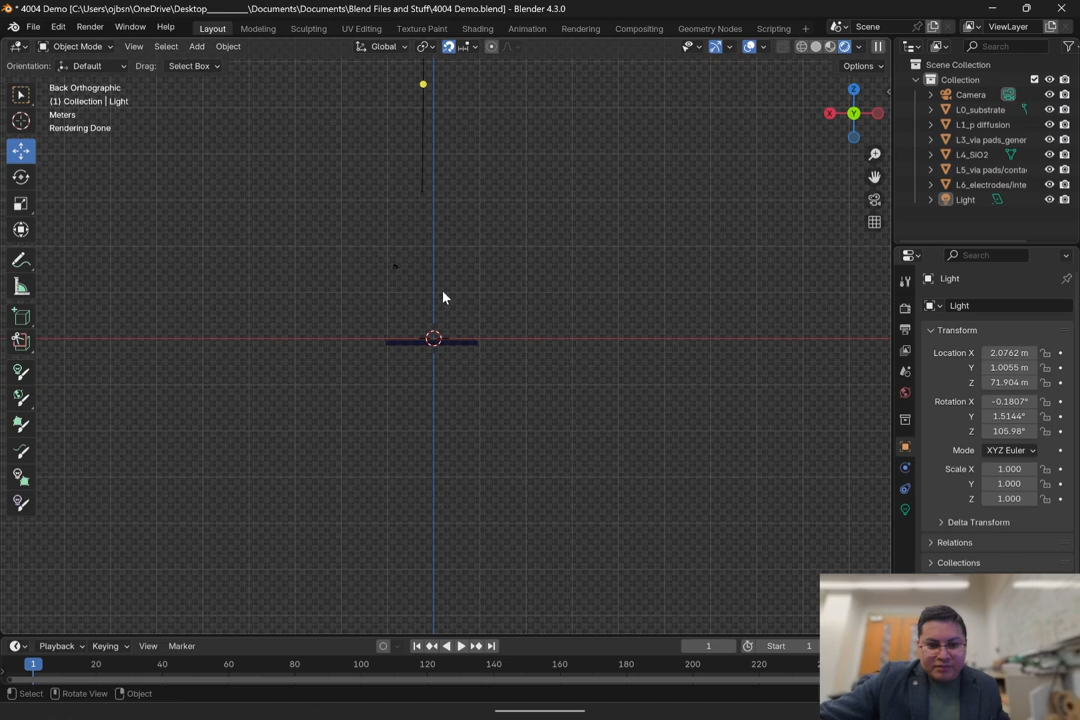 * 4004 Demo [C:\Users\ojbsn\OneDrive\Desktop_________\Documents\Documents\Blend Files and Stuff\4004 Demo.blend] - Blender 4.3.0
File Edit Render Window Help Layout Modeling Sculpting UV Editing Texture Paint Shading Animation Rendering Compositing Geometry Nodes Scripting + Scene ViewLayer
Object Mode View Select Add Object Global Search
Orientation: Default Drag: Select Box Options
Back Orthographic
(1) Collection | Light
Meters
Rendering Done
Z
X
Y
Scene Collection
Collection
Camera
L0_substrate
L1_p diffusion
L3_via pads_gener
L4_SiO2
L5_via pads/conta
L6_electrodes/inte
Light
Search
Light
Light
Transform
Location X 2.0762 m
Y 1.0055 m
Z 71.904 m
Rotation X -0.1807°
Y 1.5144°
Z 105.98°
Mode XYZ Euler
Scale X 1.000
Y 1.000
Z 1.000
Delta Transform
Relations
Collections
Playback Keying View Marker 1 Start 1
1 20 40 60 80 100 120 140 160 180 200 220
Select Rotate View Object